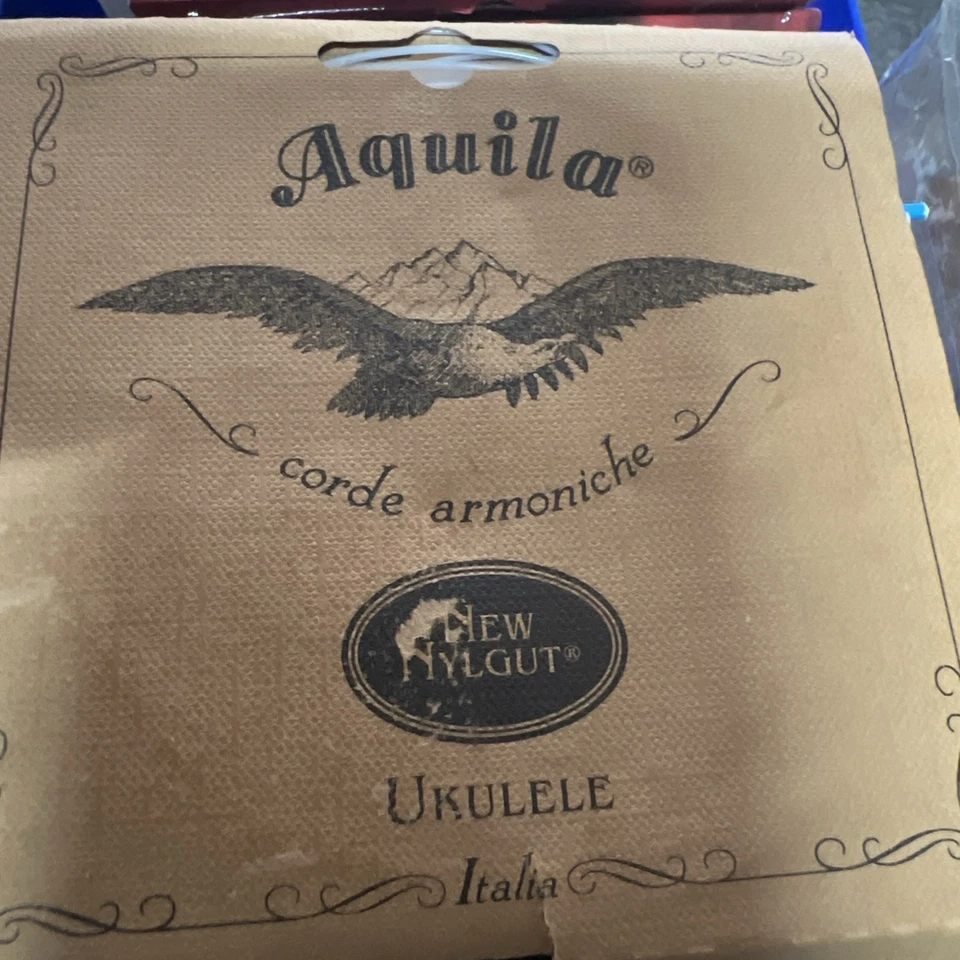 Aquila®
corde armoniche
NEW
NYLGUT®
UKULELE
Italia